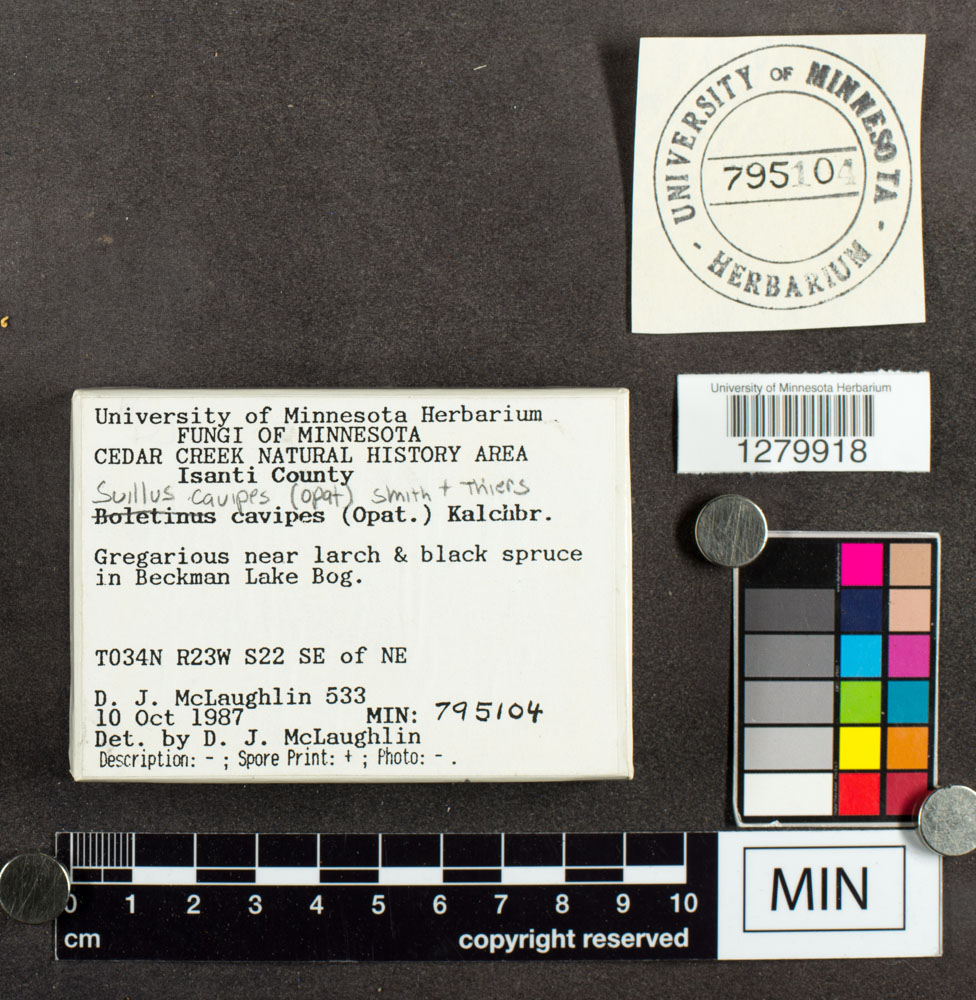 UNIVERSITY OF MINNESOTA
795104
- HERBARIUM -
University of Minnesota Herbarium
1279918
University of Minnesota Herbarium
FUNGI OF MINNESOTA
CEDAR CREEK NATURAL HISTORY AREA
Isanti County
Suillus cavipes (Opat) Smith + Thiers
Boletinus cavipes (Opat.) Kalchbr.
Gregarious near larch & black spruce
in Beckman Lake Bog.
T034N R23W S22 SE of NE
D. J. McLaughlin 533
10 Oct 1987 MIN: 795104
Det. by D. J. McLaughlin
Description: - ; Spore Print: + ; Photo: - .
0 1 2 3 4 5 6 7 8 9 10
cm copyright reserved
MIN